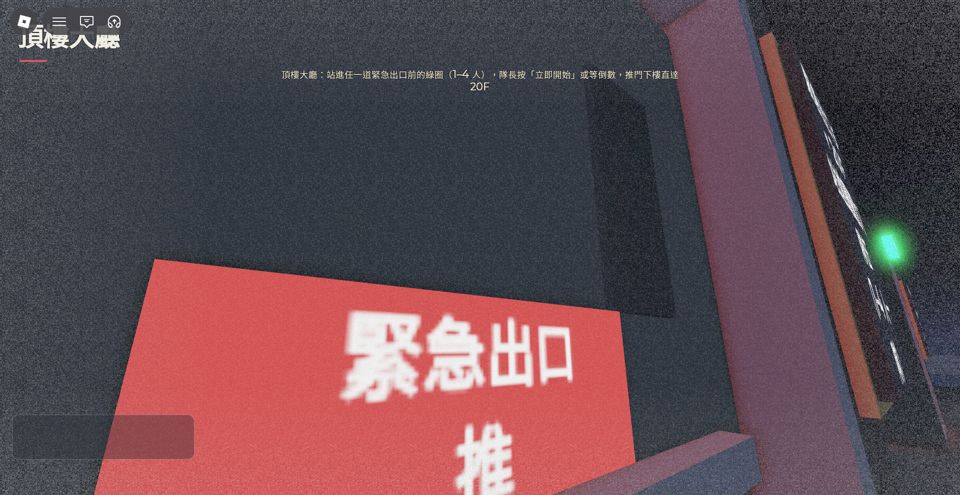 頂樓大廳
頂樓大廳：站進任一道緊急出口前的綠圈（1–4 人），隊長按「立即開始」或等倒數，推門下樓直達
20F
緊急出口
推